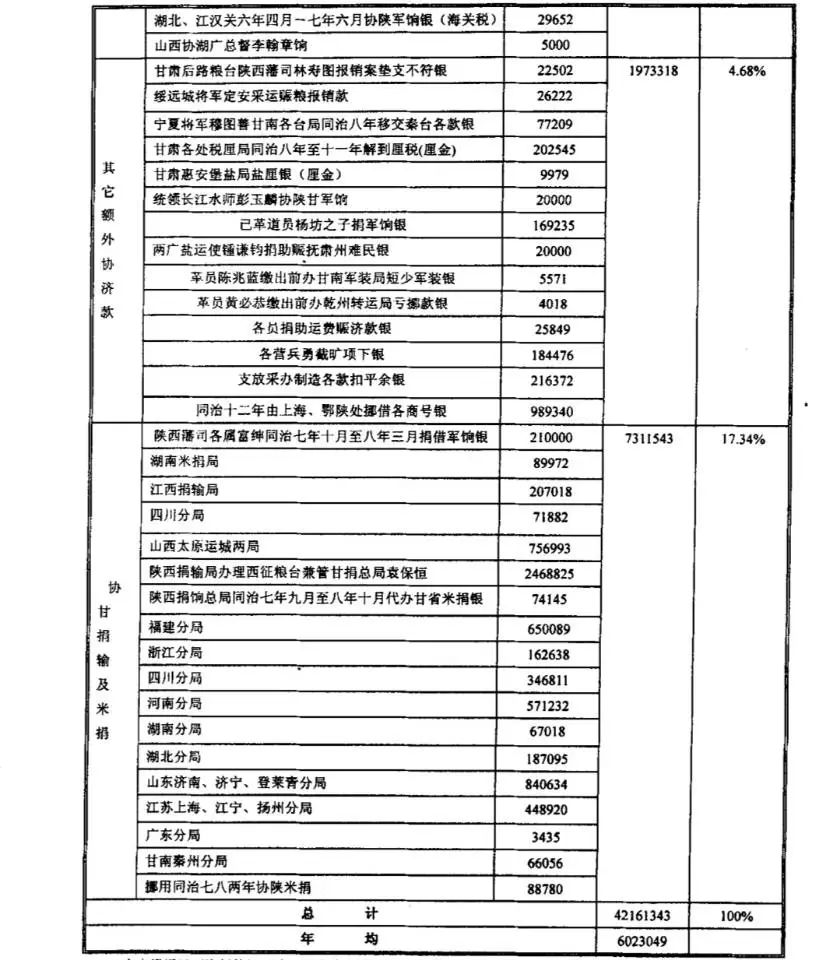 湖北、江汉关六年四月一七年六月协陕军饷银（海关税） 29652
山西协湖广总督李翰章饷 5000
其它额外协济款
甘肃后路粮台陕西藩司林寿图报销案垫支不符银 22502 1973318 4.68%
绥远城将军定安采运赈粮报销款 26222
宁夏将军穆图善甘南各台局同治八年移交秦台各款银 77209
甘肃各处税厘局同治八年至十一年解到厘税(厘金) 202545
甘肃惠安堡盐局盐厘银（厘金） 9979
统领长江水师彭玉麟协陕甘军饷 20000
已革道员杨坊之子捐军饷银 169235
两广盐运使锺谦钧捐助赈抚肃州难民银 20000
革员陈兆蓝缴出前办甘南军装局短少军装银 5571
革员黄必恭缴出前办乾州转运局亏挪款银 4018
各员捐助运费赈济款银 25849
各营兵勇截旷项下银 184476
支放采办制造各款扣平余银 216372
同治十二年由上海、鄂陕处挪借各商号银 989340
协甘捐输及米捐
陕西藩司各属富绅同治七年十月至八年三月捐借军饷银 210000 7311543 17.34%
湖南米捐局 89972
江西捐输局 207018
四川分局 71882
山西太原运城两局 756993
陕西捐输局办理西征粮台兼管甘捐总局袁保恒 2468825
陕西捐饷总局同治七年九月至八年十月代办甘省米捐银 74145
福建分局 650089
浙江分局 162638
四川分局 346811
河南分局 571232
湖南分局 67018
湖北分局 187095
山东济南、济宁、登莱青分局 840634
江苏上海、江宁、扬州分局 448920
广东分局 3435
甘南秦州分局 66056
挪用同治七八两年协陕米捐 88780
总 计 42161343 100%
年 均 6023049